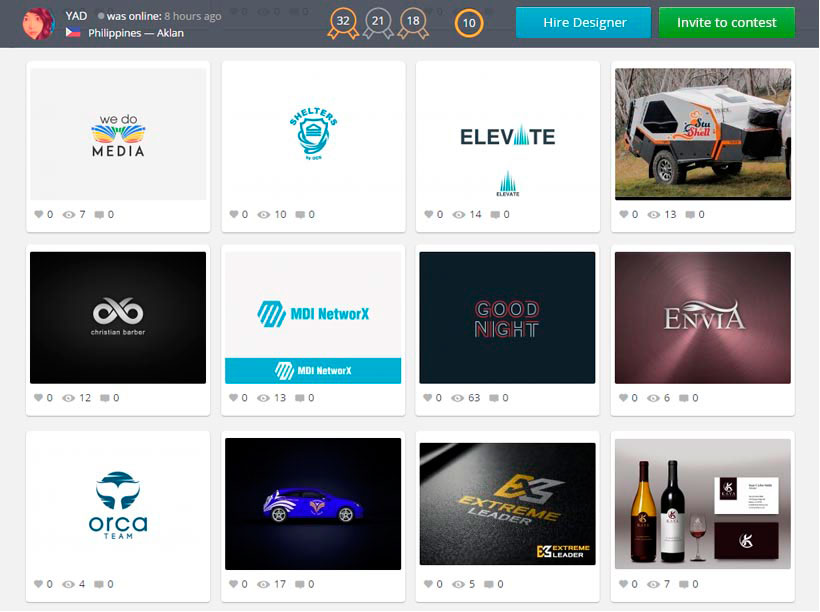 YAD was online: 8 hours ago
Philippines — Aklan
32 21 18 10
Hire Designer
Invite to contest
we do
MEDIA
SHELTERS
ELEVATE
ELEVATE
Stu
Shell
0 7 0
0 10 0
0 14 0
0 13 0
christian barber
MDI NetworX
MDI NetworX
GOOD
NIGHT
ENVIA
0 12 0
0 13 0
0 63 0
0 6 0
orca
TEAM
EXTREME
LEADER
EXTREME
LEADER
KAYA
0 4 0
0 17 0
0 5 0
0 7 0